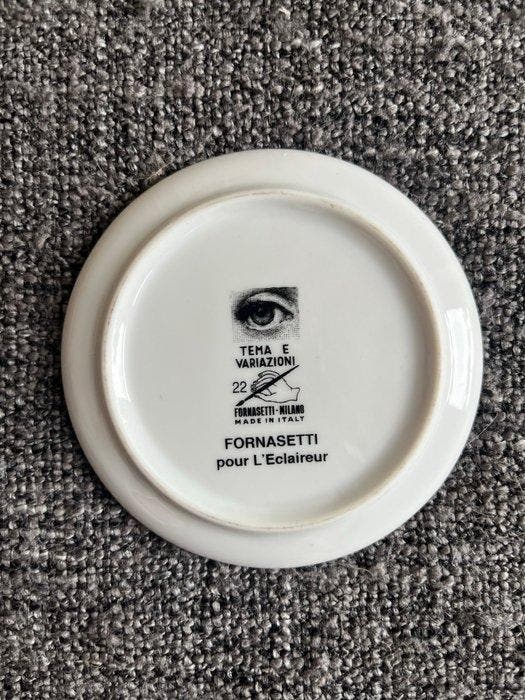 TEMA E
VARIAZIONI
22
FORNASETTI - MILANO
MADE IN ITALY
FORNASETTI
pour L'Eclaireur